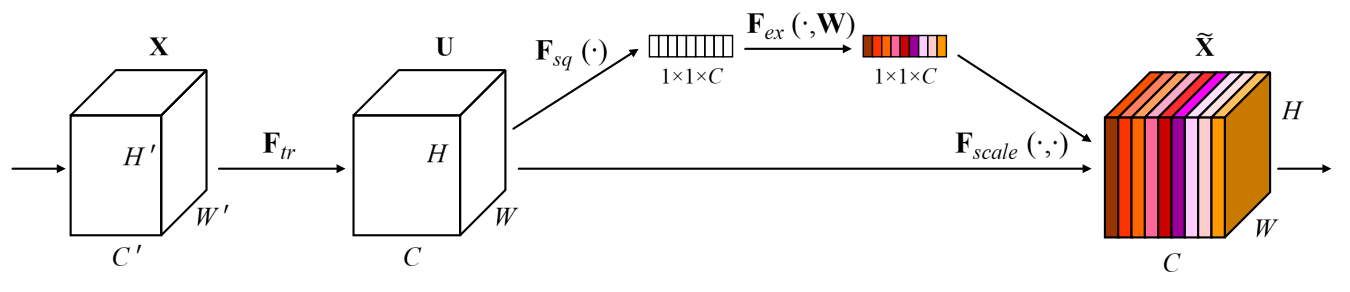 X
H′
W′
C′
F_tr
U
H
W
C
F_sq (·)
1×1×C
F_ex (·,W)
1×1×C
F_scale (·,·)
X̃
H
W
C